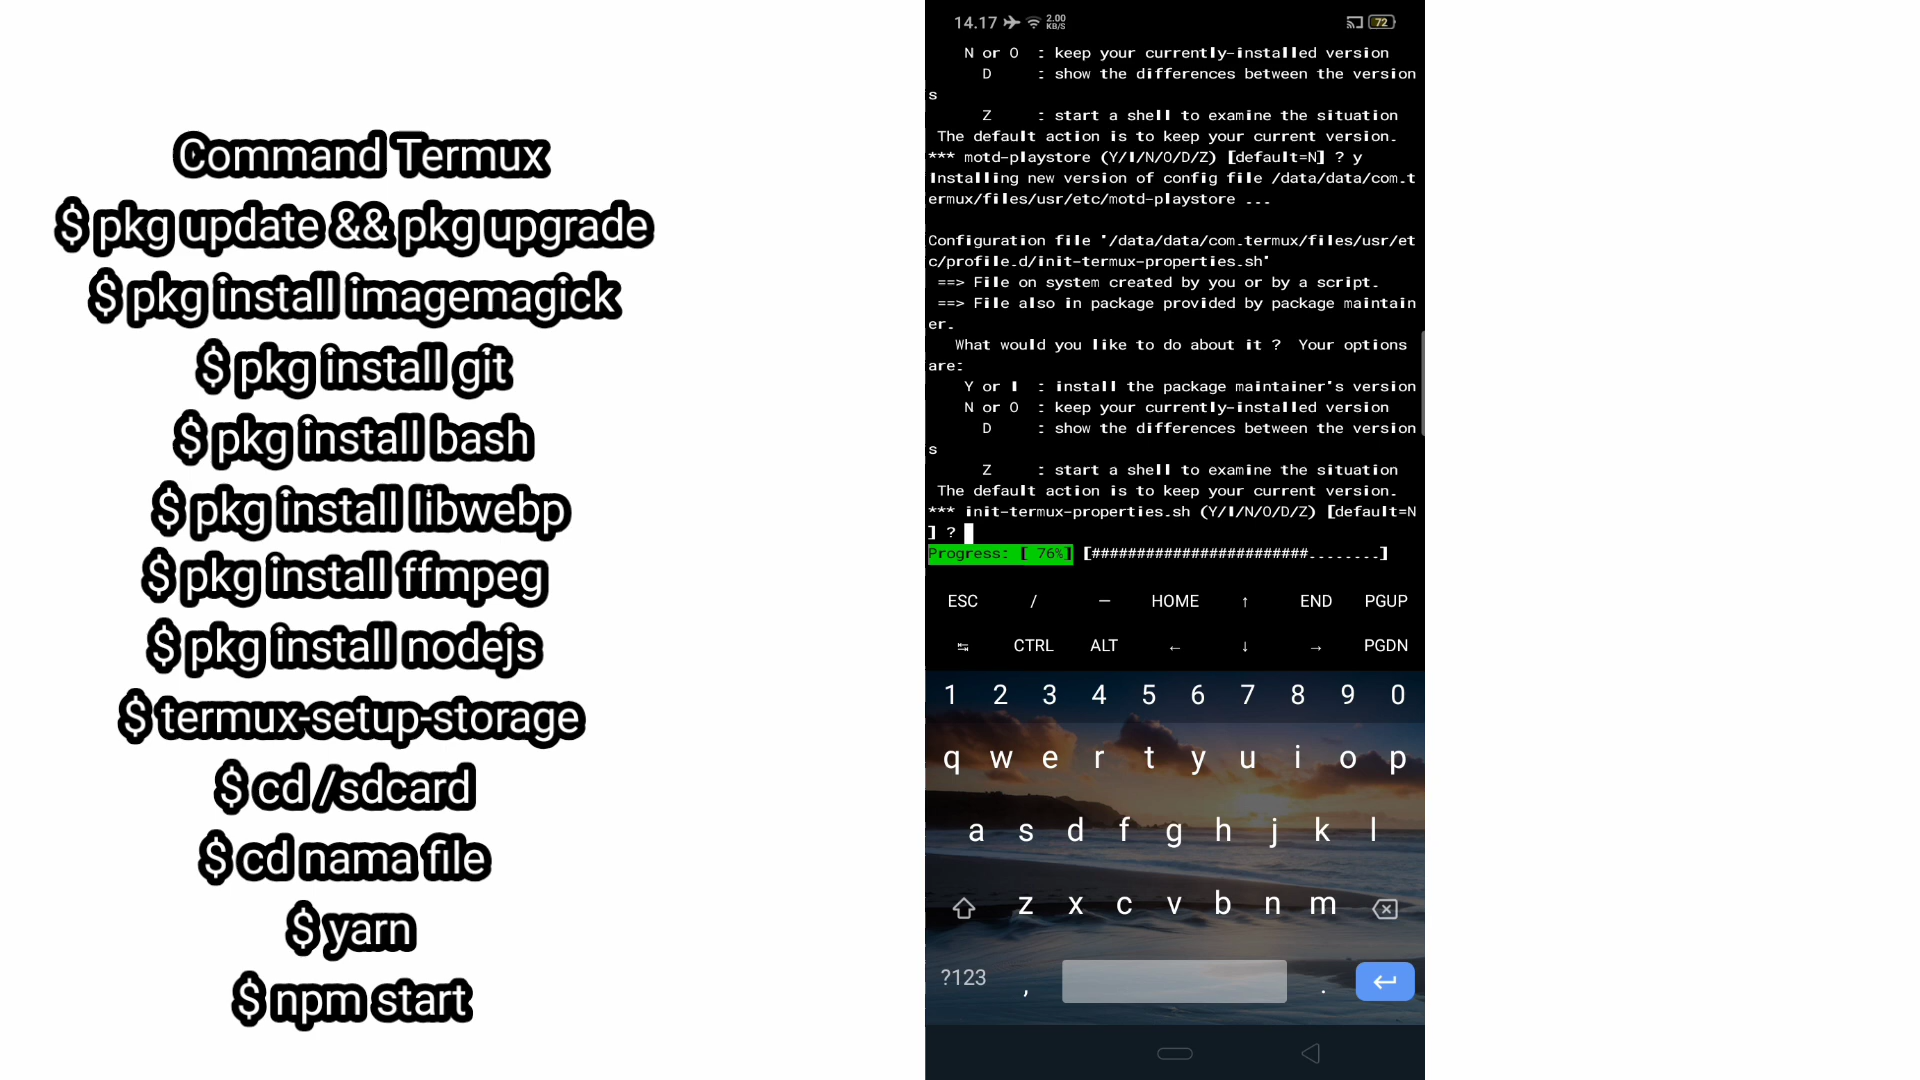 Command Termux
$ pkg update && pkg upgrade
$ pkg install imagemagick
$ pkg install git
$ pkg install bash
$ pkg install libwebp
$ pkg install ffmpeg
$ pkg install nodejs
$ termux-setup-storage
$ cd /sdcard
$ cd nama file
$ yarn
$ npm start
14.17 2.00 KB/S 72
N or O : keep your currently-installed version
D : show the differences between the version
s
Z : start a shell to examine the situation
The default action is to keep your current version.
*** motd-playstore (Y/I/N/O/D/Z) [default=N] ? y
Installing new version of config file /data/data/com.t
ermux/files/usr/etc/motd-playstore ...
Configuration file '/data/data/com.termux/files/usr/et
c/profile.d/init-termux-properties.sh'
==> File on system created by you or by a script.
==> File also in package provided by package maintain
er.
What would you like to do about it ? Your options
are:
Y or I : install the package maintainer's version
N or O : keep your currently-installed version
D : show the differences between the version
s
Z : start a shell to examine the situation
The default action is to keep your current version.
*** init-termux-properties.sh (Y/I/N/O/D/Z) [default=N
] ?
Progress: [ 76%] [########################........]
ESC / — HOME ↑ END PGUP
↹ CTRL ALT ← ↓ → PGDN
1 2 3 4 5 6 7 8 9 0
q w e r t y u i o p
a s d f g h j k l
z x c v b n m
?123 , .